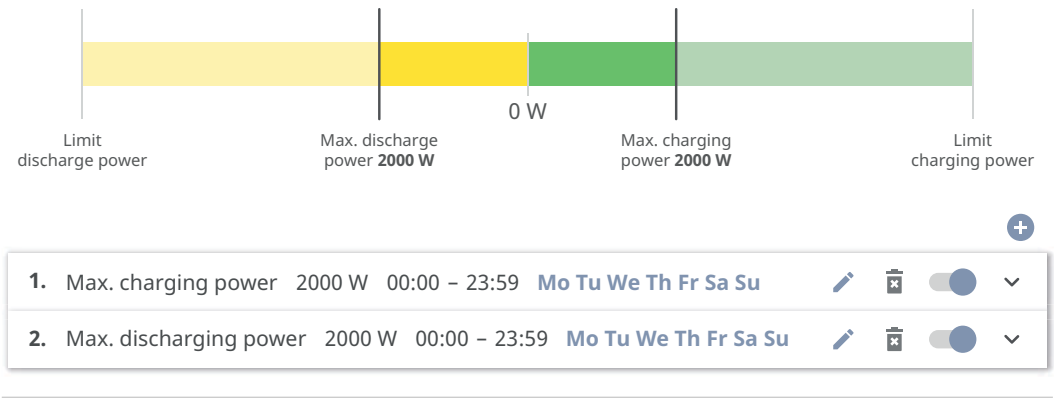 0 W
Limit
discharge power
Max. discharge
power 2000 W
Max. charging
power 2000 W
Limit
charging power
1. Max. charging power 2000 W 00:00 – 23:59 Mo Tu We Th Fr Sa Su
2. Max. discharging power 2000 W 00:00 – 23:59 Mo Tu We Th Fr Sa Su